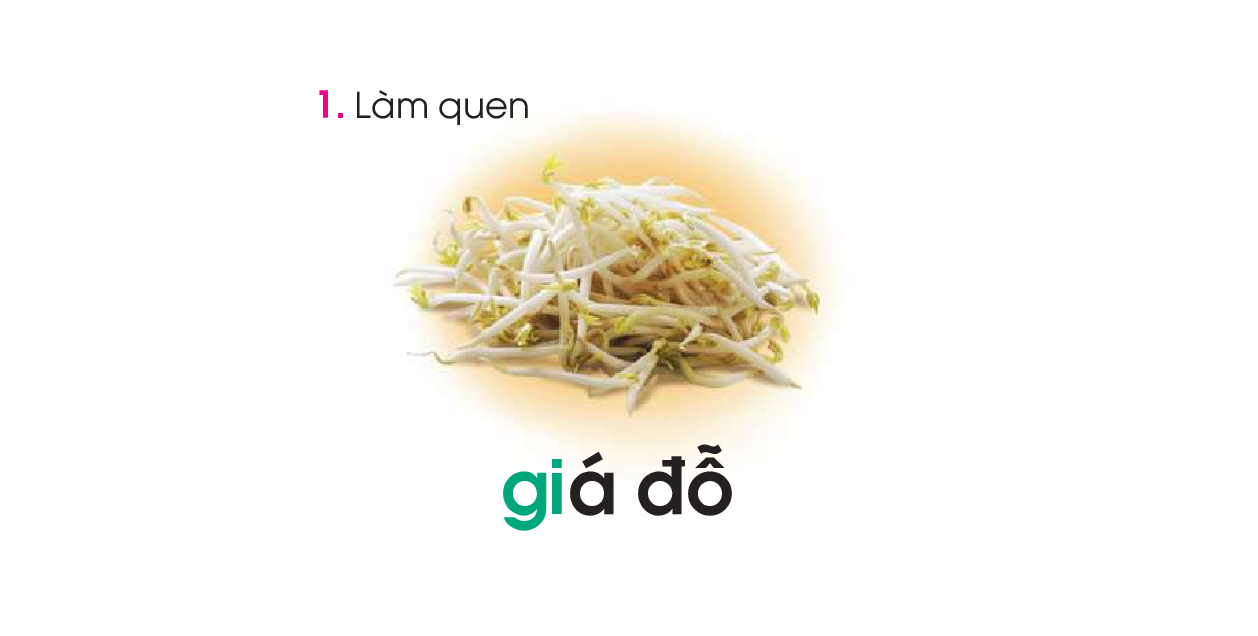 1. Làm quen
giá đỗ